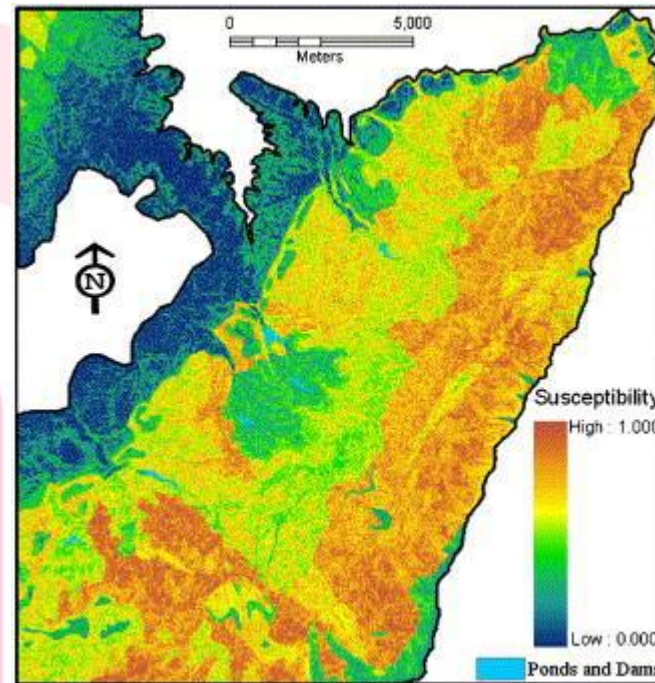 0 5,000
Meters
N
Susceptibility
High : 1.000
Low : 0.000
Ponds and Dams